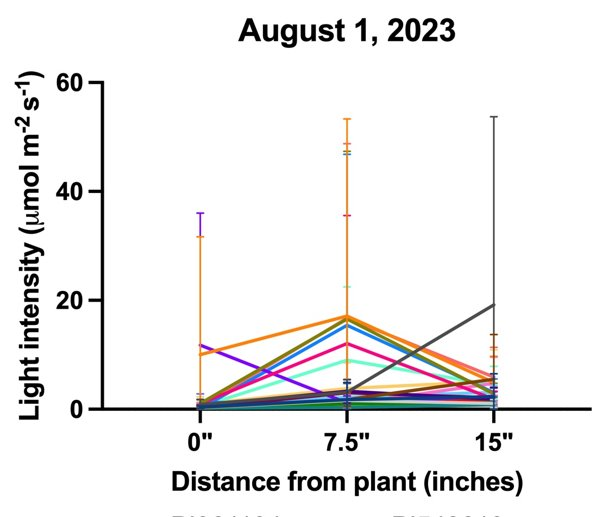 August 1, 2023
Light intensity (μmol m-2 s-1)
60
40
20
0
0" 7.5" 15"
Distance from plant (inches)